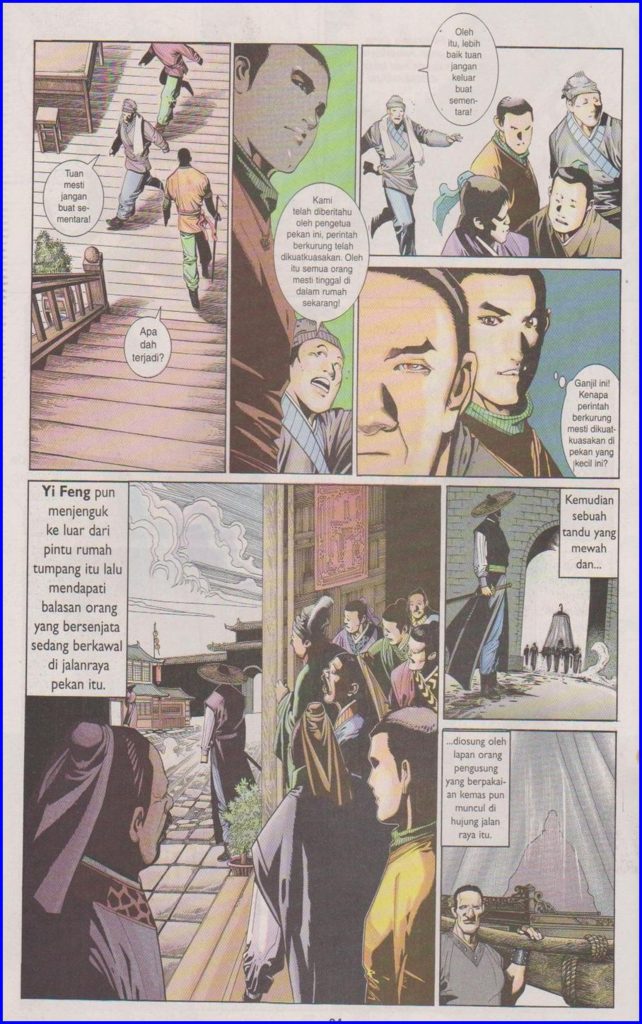 Tuan
mesti
jangan
buat se-
mentara!
Apa
dah
terjadi?
Kami
telah diberitahu
oleh pengetua
pekan ini, perintah
berkurung telah
dikuatkuasakan. Oleh
itu semua orang
mesti tinggal di
dalam rumah
sekarang!
Oleh
itu, lebih
baik tuan
jangan
keluar
buat
semen-
tara!
Ganjil ini!
Kenapa
perintah
berkurung
mesti dikuat-
kuasakan di
pekan yang
kecil ini?
Yi Feng pun
menjenguk
ke luar dari
pintu rumah
tumpang itu lalu
mendapati
balasan orang
yang bersenjata
sedang berkawal
di jalanraya
pekan itu.
Kemudian
sebuah
tandu yang
mewah
dan...
...diosung oleh
lapan orang
pengusung
yang berpakai-
an kemas pun
muncul di
hujung jalan
raya itu.